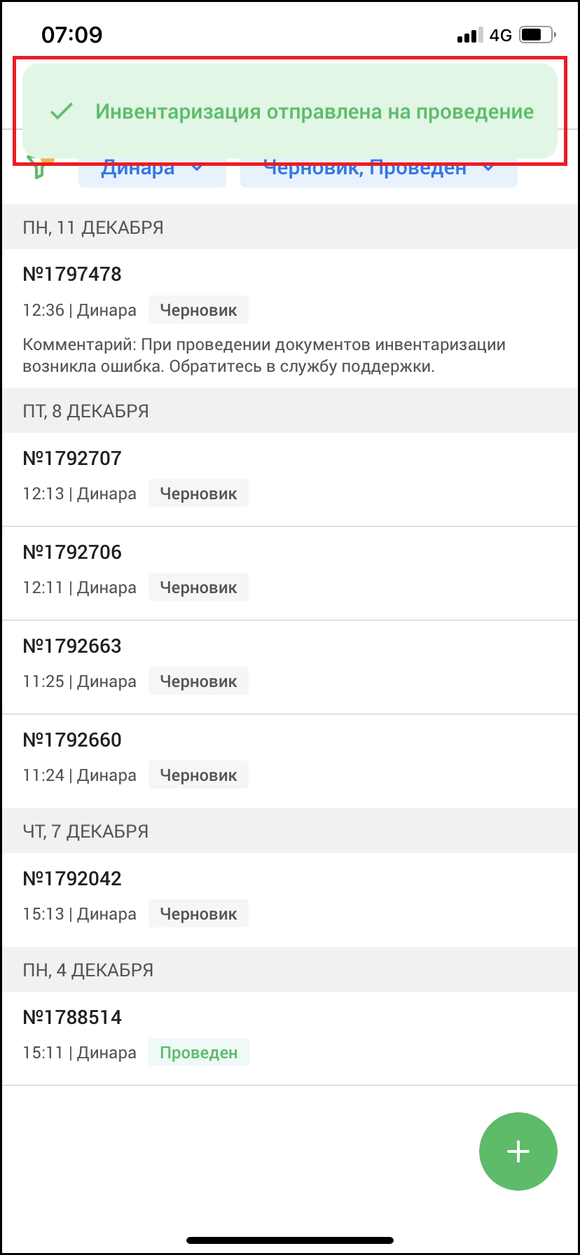 07:09
4G
Инвентаризация отправлена на проведение
Динара
Черновик, Проведен
ПН, 11 ДЕКАБРЯ
№1797478
12:36 | Динара Черновик
Комментарий: При проведении документов инвентаризации
возникла ошибка. Обратитесь в службу поддержки.
ПТ, 8 ДЕКАБРЯ
№1792707
12:13 | Динара Черновик
№1792706
12:11 | Динара Черновик
№1792663
11:25 | Динара Черновик
№1792660
11:24 | Динара Черновик
ЧТ, 7 ДЕКАБРЯ
№1792042
15:13 | Динара Черновик
ПН, 4 ДЕКАБРЯ
№1788514
15:11 | Динара Проведен